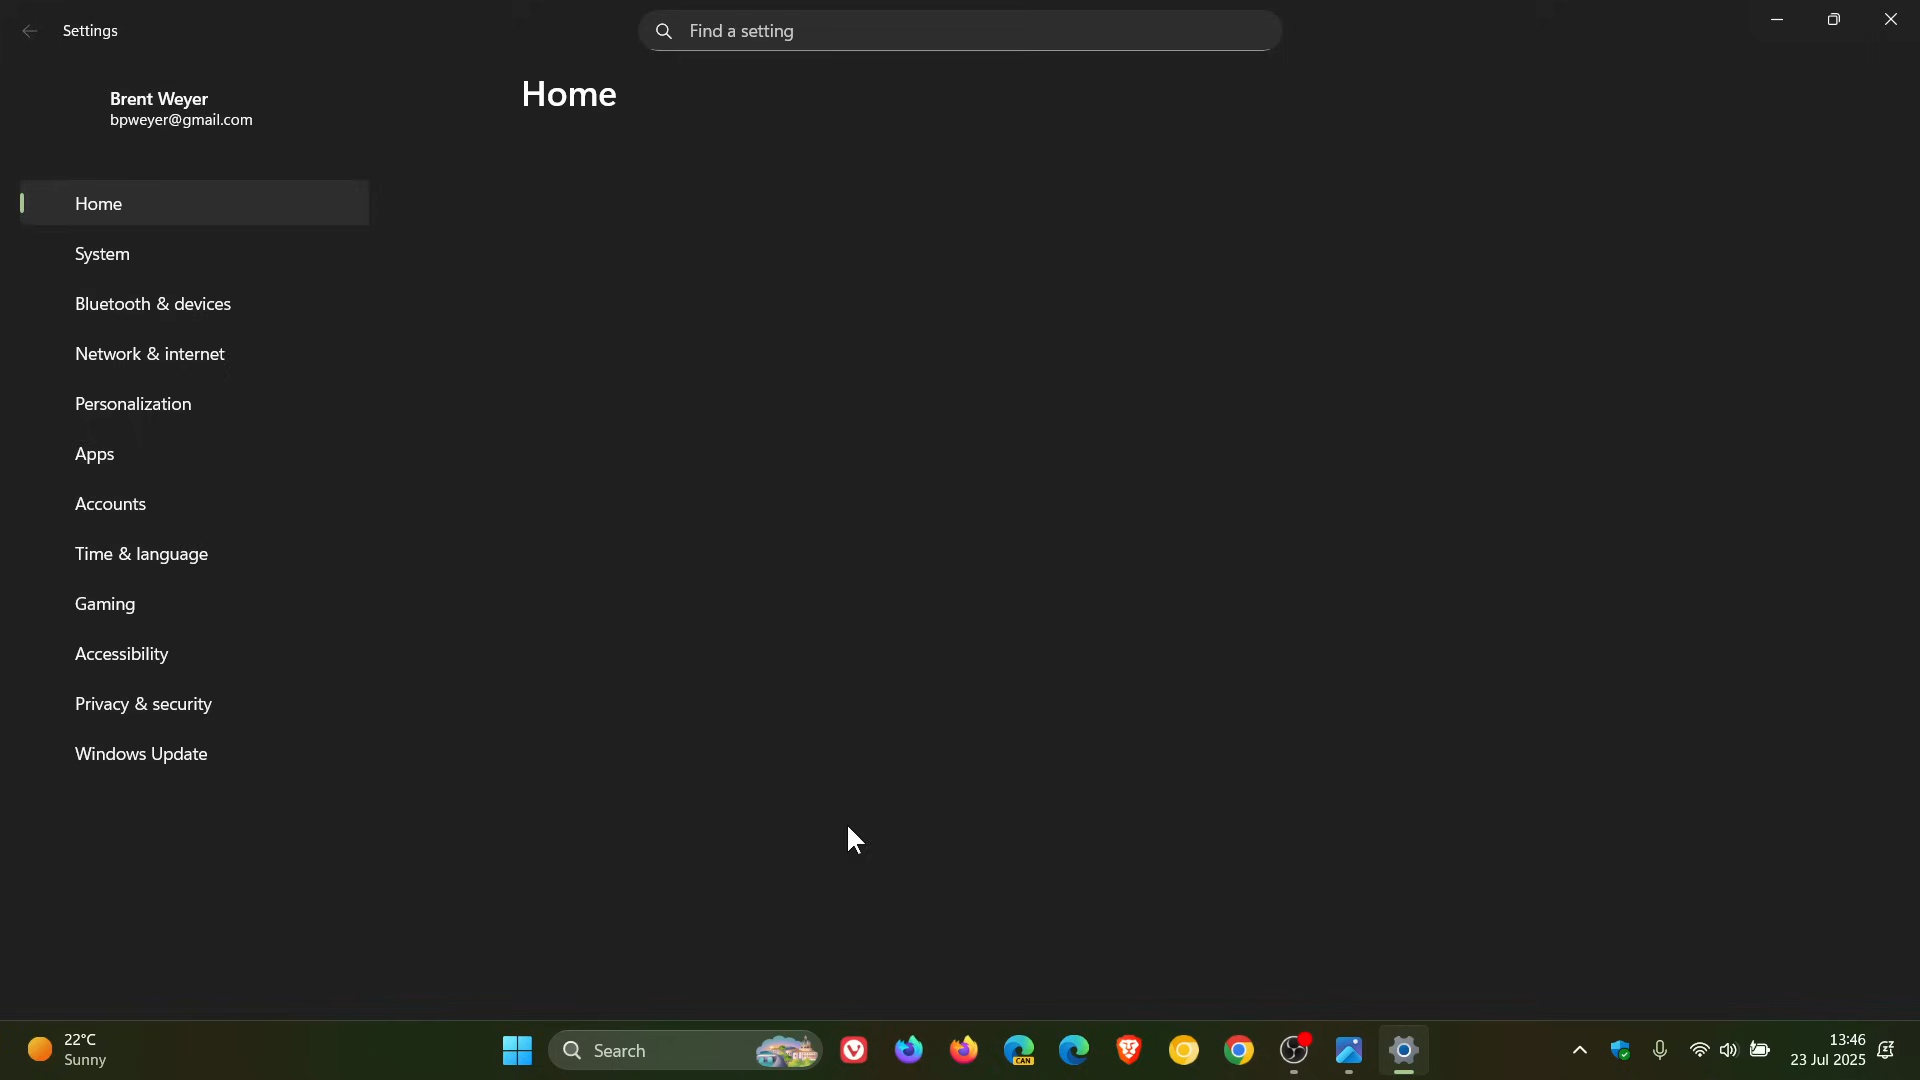 Settings
Find a setting
Brent Weyer
bpweyer@gmail.com
Home
Home
System
Bluetooth & devices
Network & internet
Personalization
Apps
Accounts
Time & language
Gaming
Accessibility
Privacy & security
Windows Update
22°C
Sunny
Search
CAN
13:46
23 Jul 2025